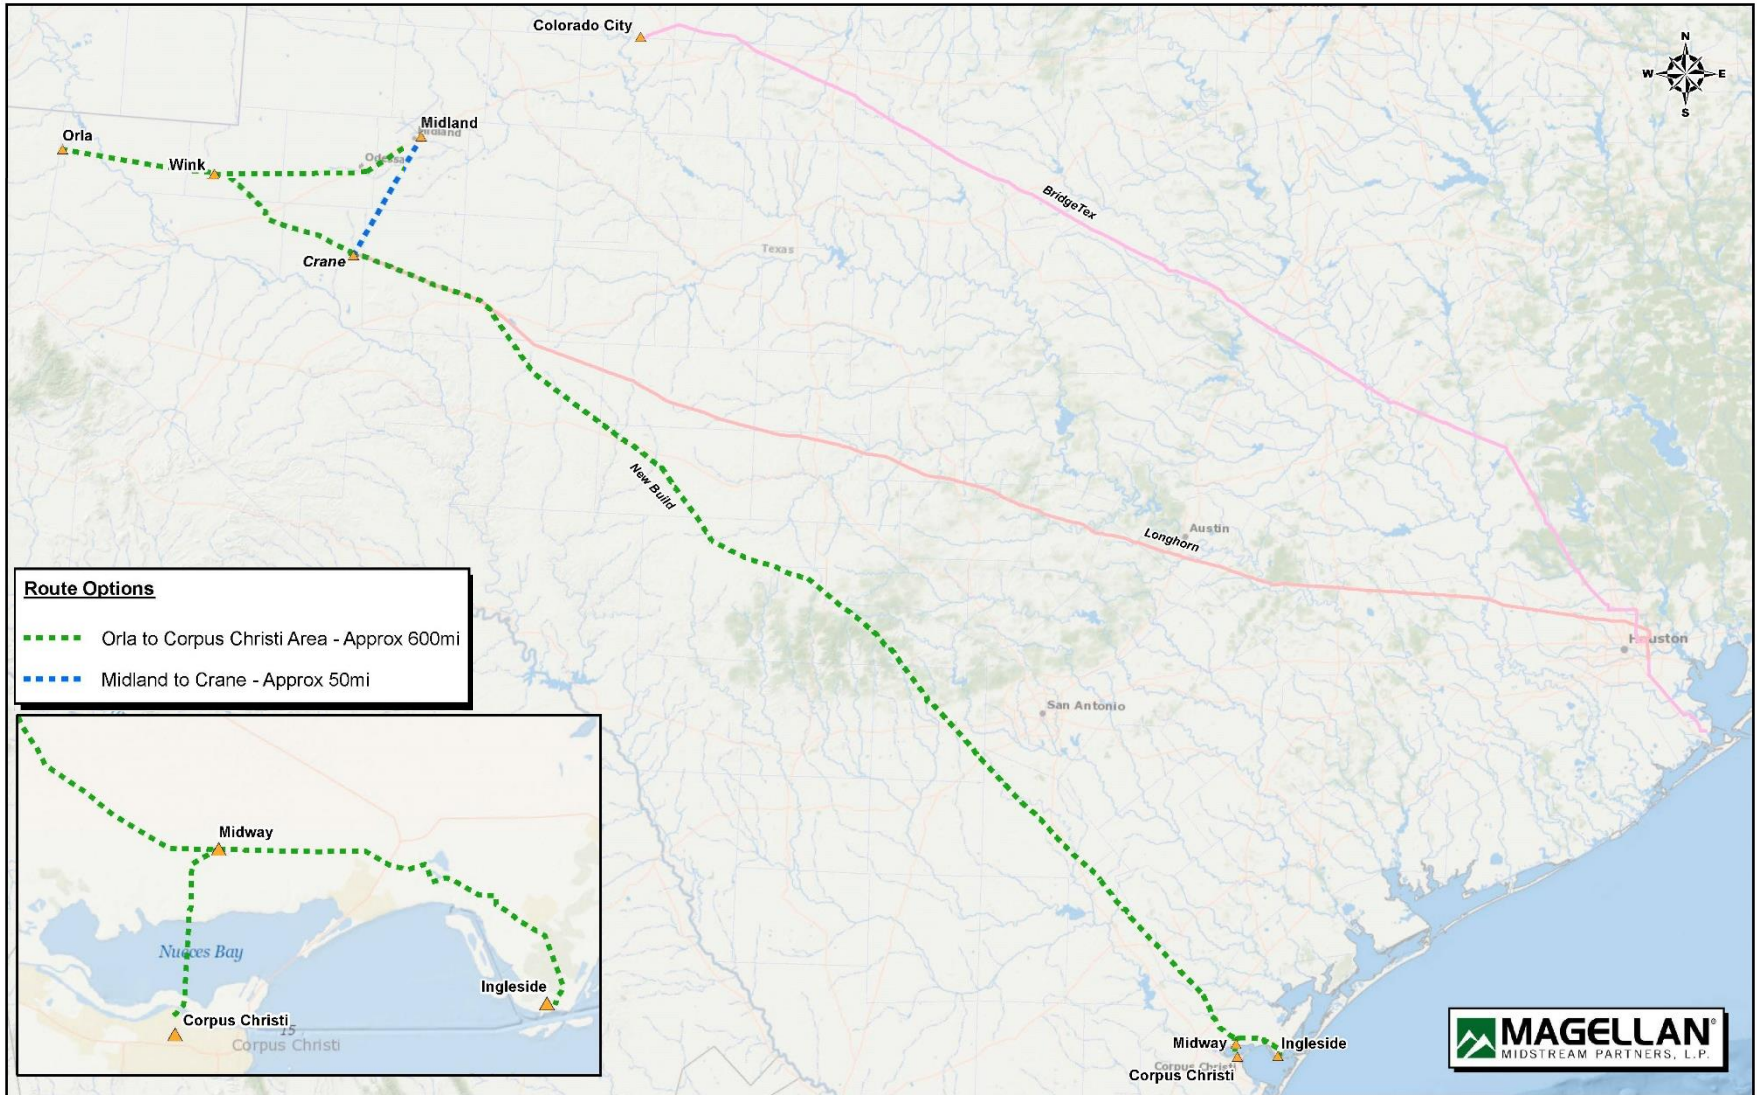 Colorado City
N
W E
S
Orla
Midland
Midland
Odessa
Wink
Crane
Texas
BridgeTex
New Build
Austin
Longhorn
Houston
San Antonio
Route Options
Orla to Corpus Christi Area - Approx 600mi
Midland to Crane - Approx 50mi
Midway
Nueces Bay
Ingleside
Corpus Christi
15
Corpus Christi
Midway
Ingleside
Corpus Christi
Corpus Christi
MAGELLAN®
MIDSTREAM PARTNERS, L.P.